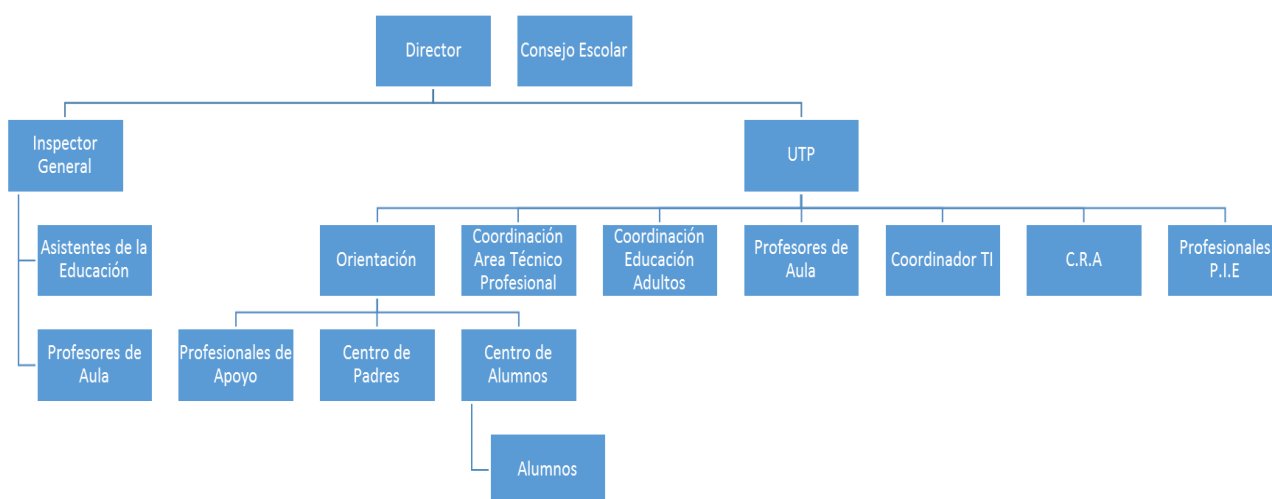 Director
Consejo Escolar
Inspector
General
UTP
Asistentes de la
Educación
Orientación
Coordinación
Area Técnico
Profesional
Coordinación
Educación
Adultos
Profesores de
Aula
Coordinador TI
C.R.A
Profesionales
P.I.E
Profesores de
Aula
Profesionales de
Apoyo
Centro de
Padres
Centro de
Alumnos
Alumnos